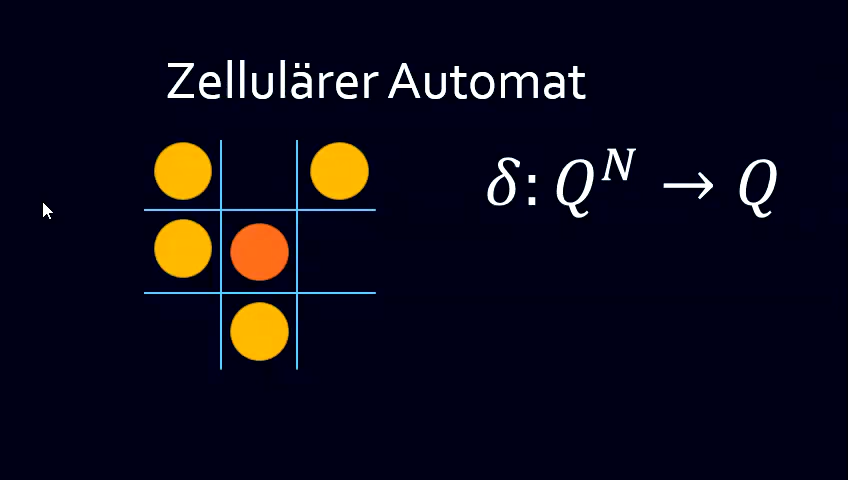 Zellulärer Automat
δ: Q^N → Q